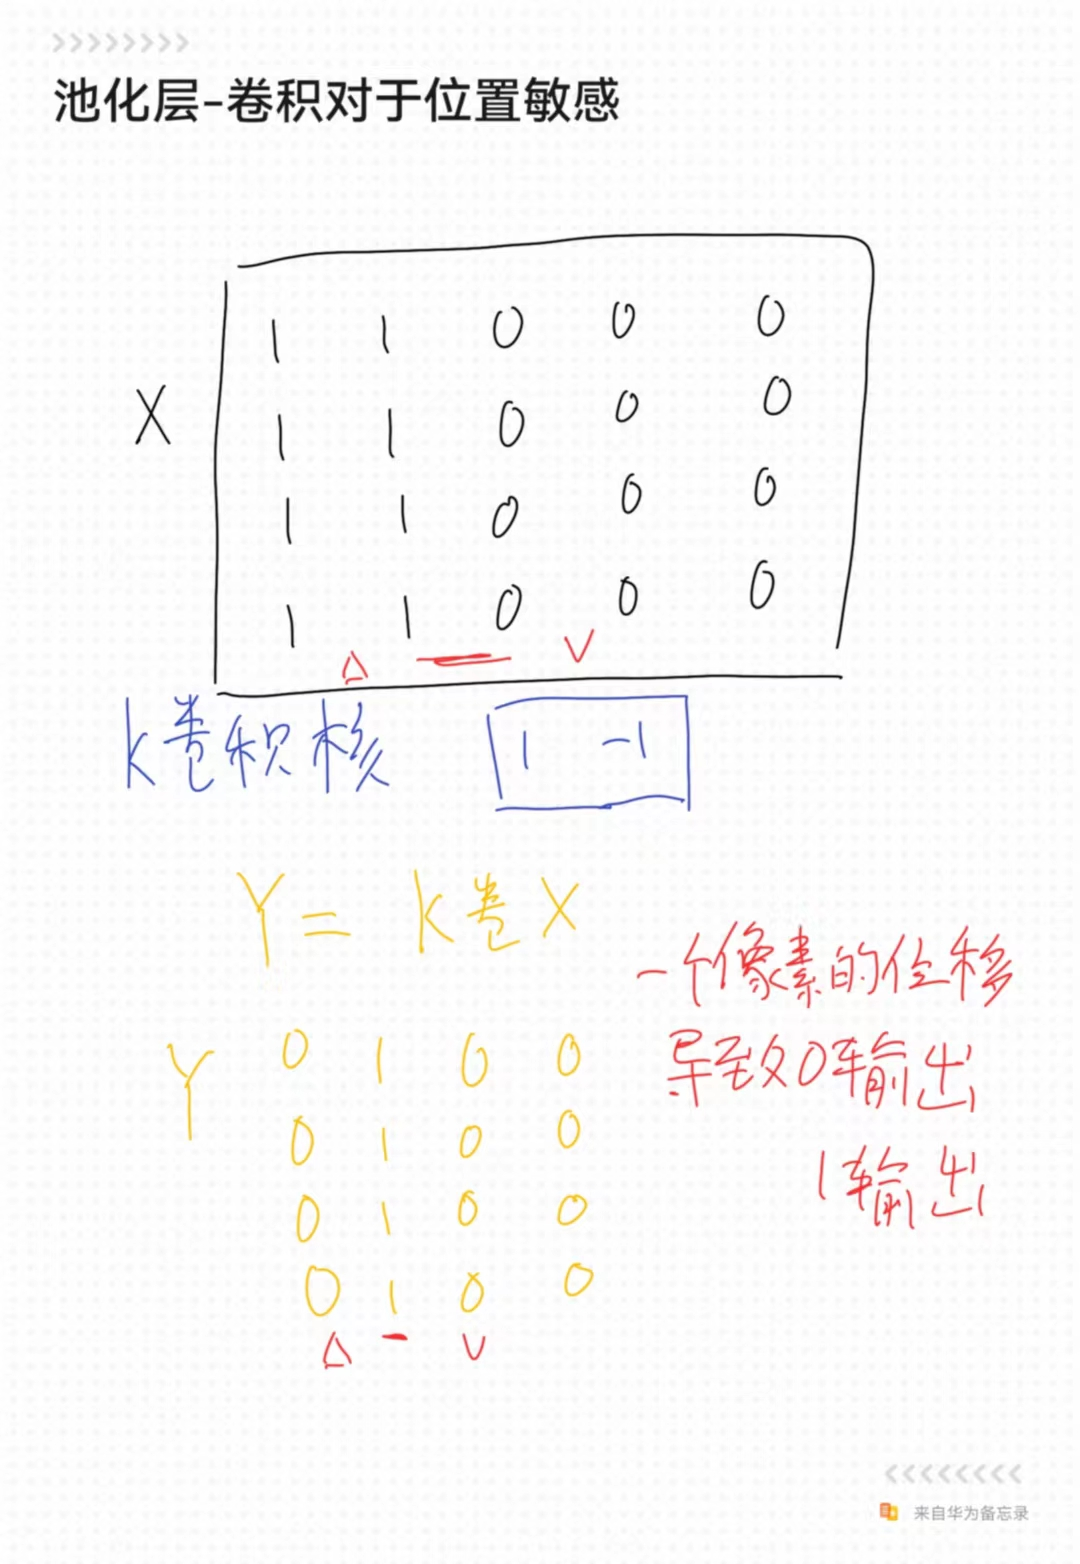 池化层-卷积对于位置敏感
1 1 0 0 0
X 1 1 0 0 0
1 1 0 0 0
1 1 0 0 0
k卷积核 1 -1
Y = k卷X
一个像素的位移
导致0输出
1输出
Y 0 1 0 0
0 1 0 0
0 1 0 0
0 1 0 0
来自华为备忘录